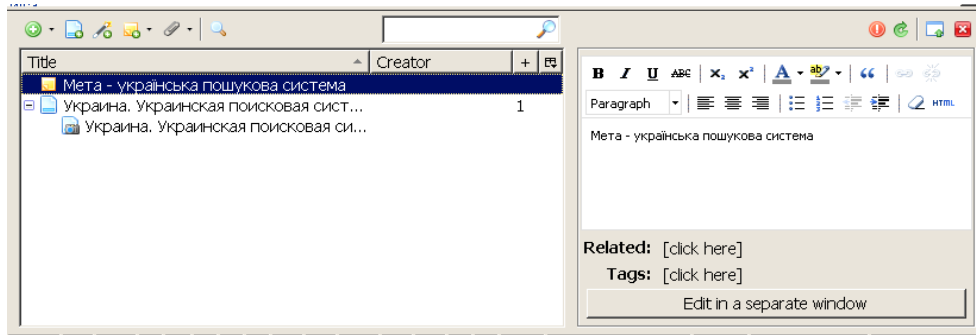 Title Creator +
Мета - українська пошукова система
Украина. Украинская поисковая сист... 1
Украина. Украинская поисковая си...
B I U ABC x₂ x² A ab
Paragraph HTML
Мета - українська пошукова система
Related: [click here]
Tags: [click here]
Edit in a separate window